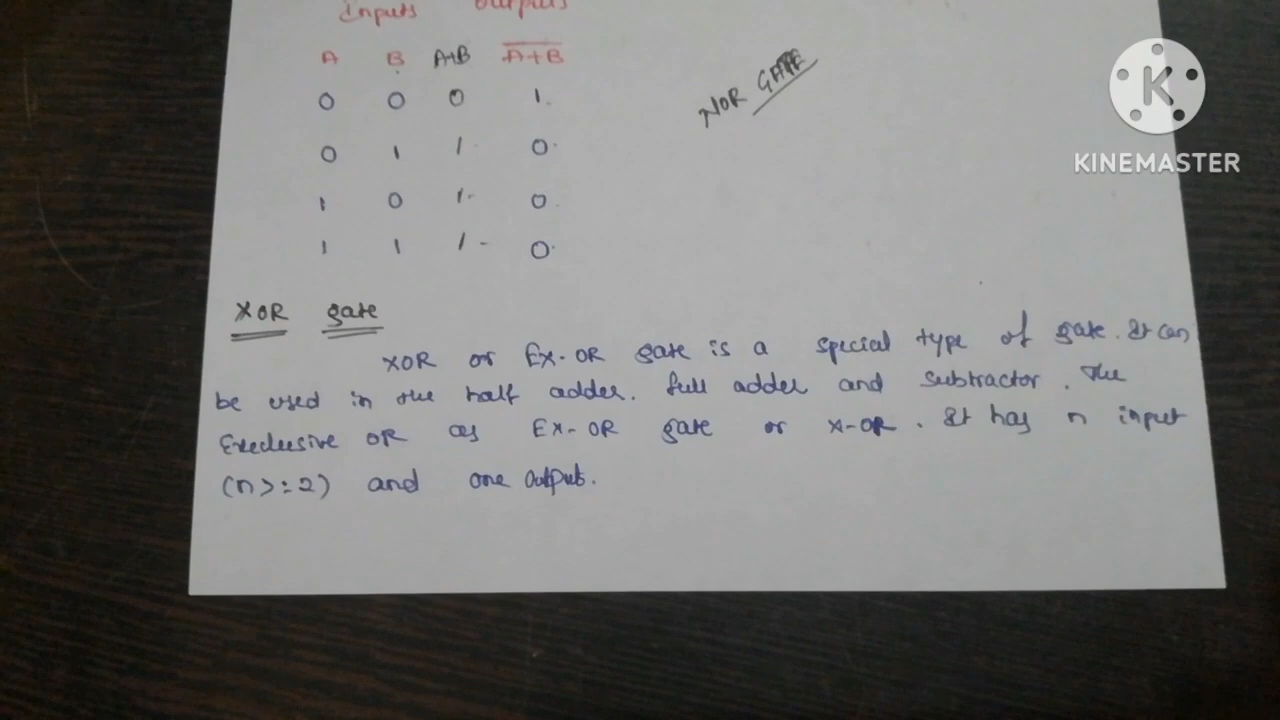 Inputs outputs
A B A+B A̅+̅B̅
0 0 0 1.
0 1 1. 0.
1 0 1. 0.
1 1 1- 0.
NOR GATE
K
KINEMASTER
XOR gate
XOR or EX-OR gate is a special type of gate. It can
be used in the half adder. full adder and subtractor. The
Execlusive OR as EX-OR gate or X-OR. It has n input
(n>=2) and one output.